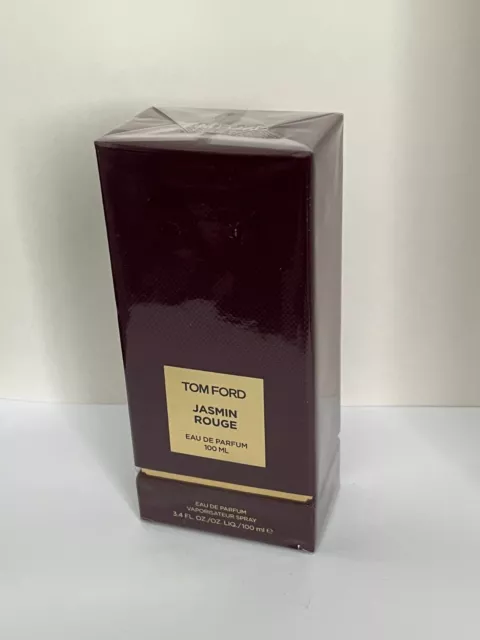 TOM FORD
JASMIN
ROUGE
EAU DE PARFUM
100 ML
EAU DE PARFUM
VAPORISATEUR SPRAY
3.4 FL. OZ./OZ. LIQ./100 ml ℮